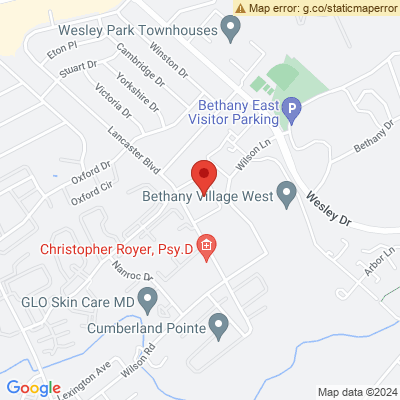 Map error: g.co/staticmaperror
Wesley Park Townhouses
Eton Pl
Winston Dr
Cambridge Dr
Stuart Dr
Yorkshire Dr
Victoria Dr
Bethany East
Visitor Parking
Lancaster Blvd
Bethany Dr
Wilson Ln
Oxford Dr
Oxford Cir
Bethany Village West
Wesley Dr
Christopher Royer, Psy.D
Arbor Ln
Nanroc Dr
GLO Skin Care MD
Cumberland Pointe
Wilson Rd
Lexington Ave
Google
Map data ©2024